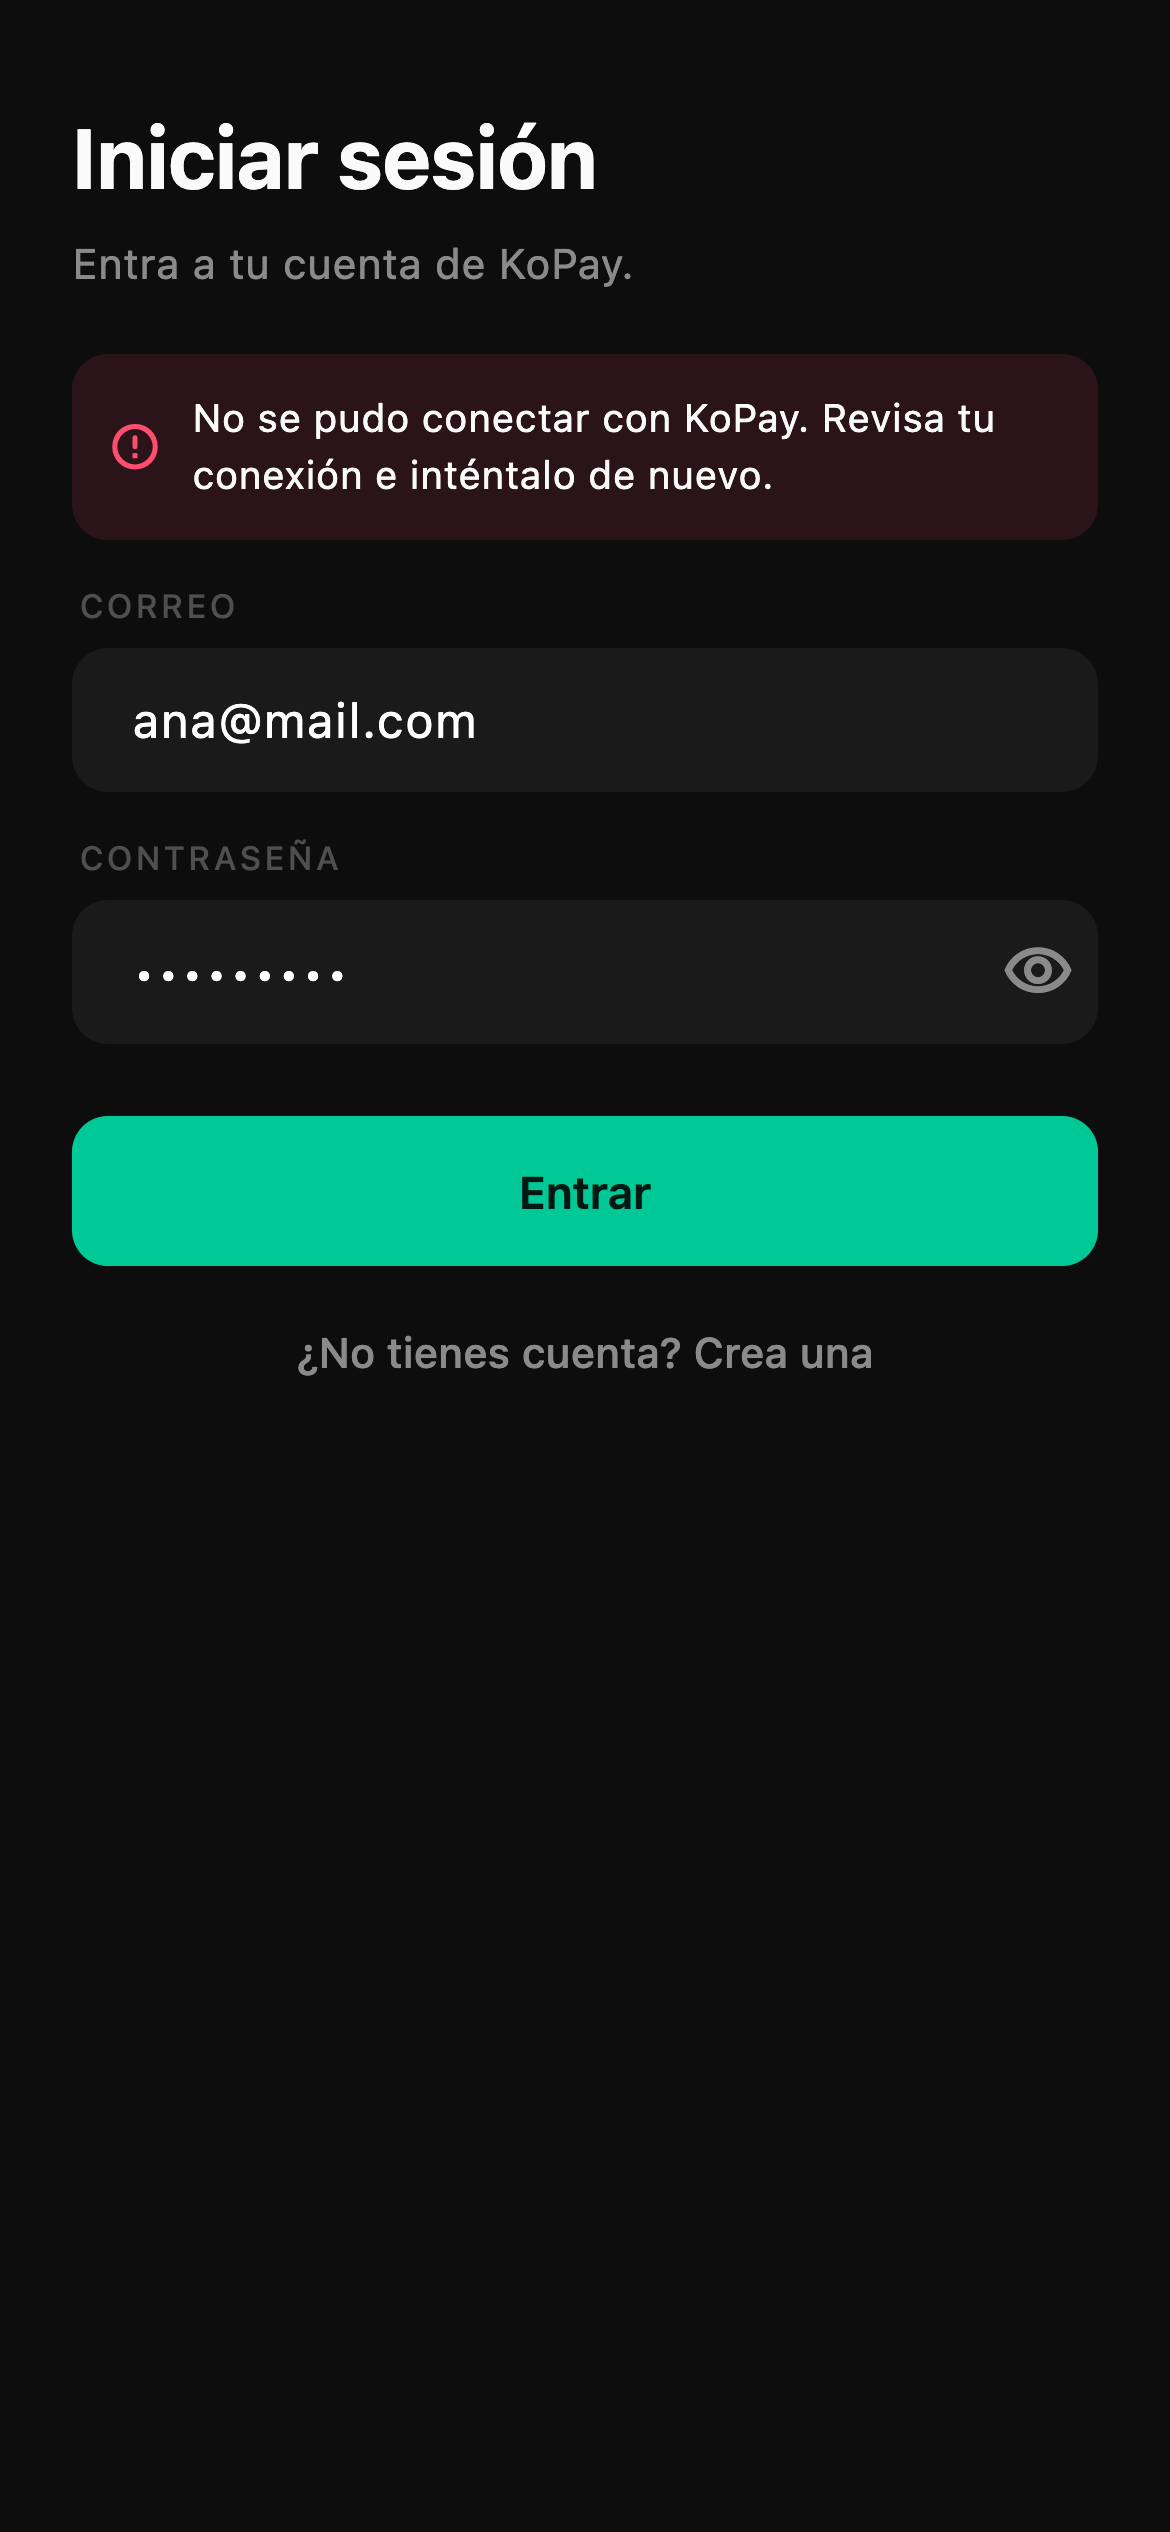 Iniciar sesión
Entra a tu cuenta de KoPay.
No se pudo conectar con KoPay. Revisa tu
conexión e inténtalo de nuevo.
CORREO
ana@mail.com
CONTRASEÑA
•••••••••
Entrar
¿No tienes cuenta? Crea una